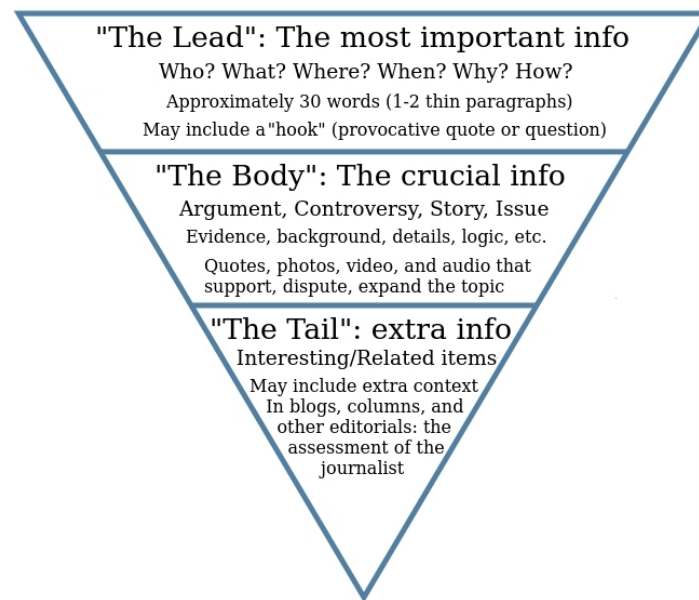 "The Lead": The most important info
Who? What? Where? When? Why? How?
Approximately 30 words (1-2 thin paragraphs)
May include a "hook" (provocative quote or question)
"The Body": The crucial info
Argument, Controversy, Story, Issue
Evidence, background, details, logic, etc.
Quotes, photos, video, and audio that
support, dispute, expand the topic
"The Tail": extra info
Interesting/Related items
May include extra context
In blogs, columns, and
other editorials: the
assessment of the
journalist